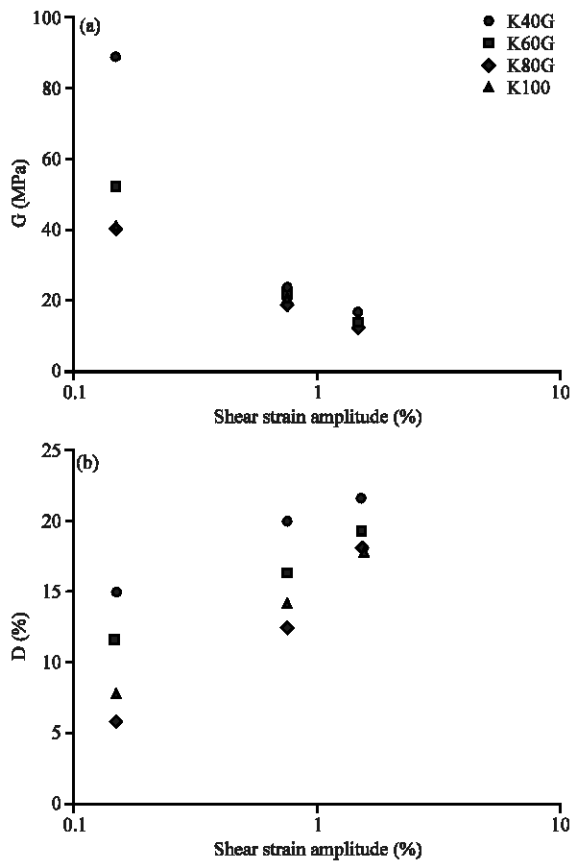 (a)
K40G
K60G
K80G
K100
100
80
60
40
20
0
G (MPa)
0.1 1 10
Shear strain amplitude (%)
(b)
25
20
15
10
5
0
D (%)
0.1 1 10
Shear strain amplitude (%)